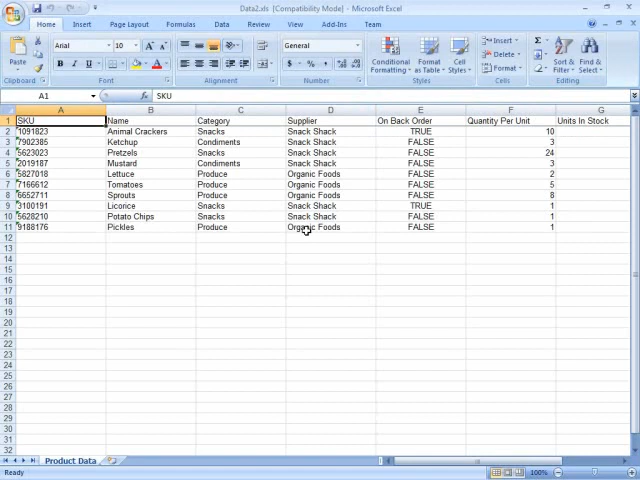 Data2.xls [Compatibility Mode] - Microsoft Excel
Home Insert Page Layout Formulas Data Review View Add-Ins Team
Paste Arial 10 A A General Conditional Formatting Format as Table Cell Styles Insert Delete Format Σ Sort & Filter Find & Select
B I U $ % ,
Clipboard Font Alignment Number Styles Cells Editing
A1 fx SKU
A B C D E F G
1 SKU Name Category Supplier On Back Order Quantity Per Unit Units In Stock
2 1091823 Animal Crackers Snacks Snack Shack TRUE 10
3 7902385 Ketchup Condiments Snack Shack FALSE 3
4 5623023 Pretzels Snacks Snack Shack FALSE 24
5 2019187 Mustard Condiments Snack Shack FALSE 3
6 5827018 Lettuce Produce Organic Foods FALSE 2
7 7166612 Tomatoes Produce Organic Foods FALSE 5
8 6652711 Sprouts Produce Organic Foods FALSE 8
9 3100191 Licorice Snacks Snack Shack TRUE 1
10 5628210 Potato Chips Snacks Snack Shack FALSE 1
11 9188176 Pickles Produce Organic Foods FALSE 1
12
13
14
15
16
17
18
19
20
21
22
23
24
25
26
27
28
29
30
31
32
Product Data
Ready 100%